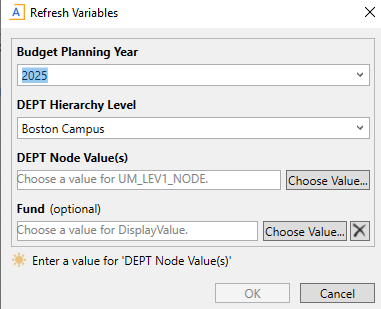 Refresh Variables
Budget Planning Year
2025
DEPT Hierarchy Level
Boston Campus
DEPT Node Value(s)
Choose a value for UM_LEV1_NODE.
Choose Value...
Fund (optional)
Choose a value for DisplayValue.
Choose Value...
Enter a value for 'DEPT Node Value(s)'
OK
Cancel